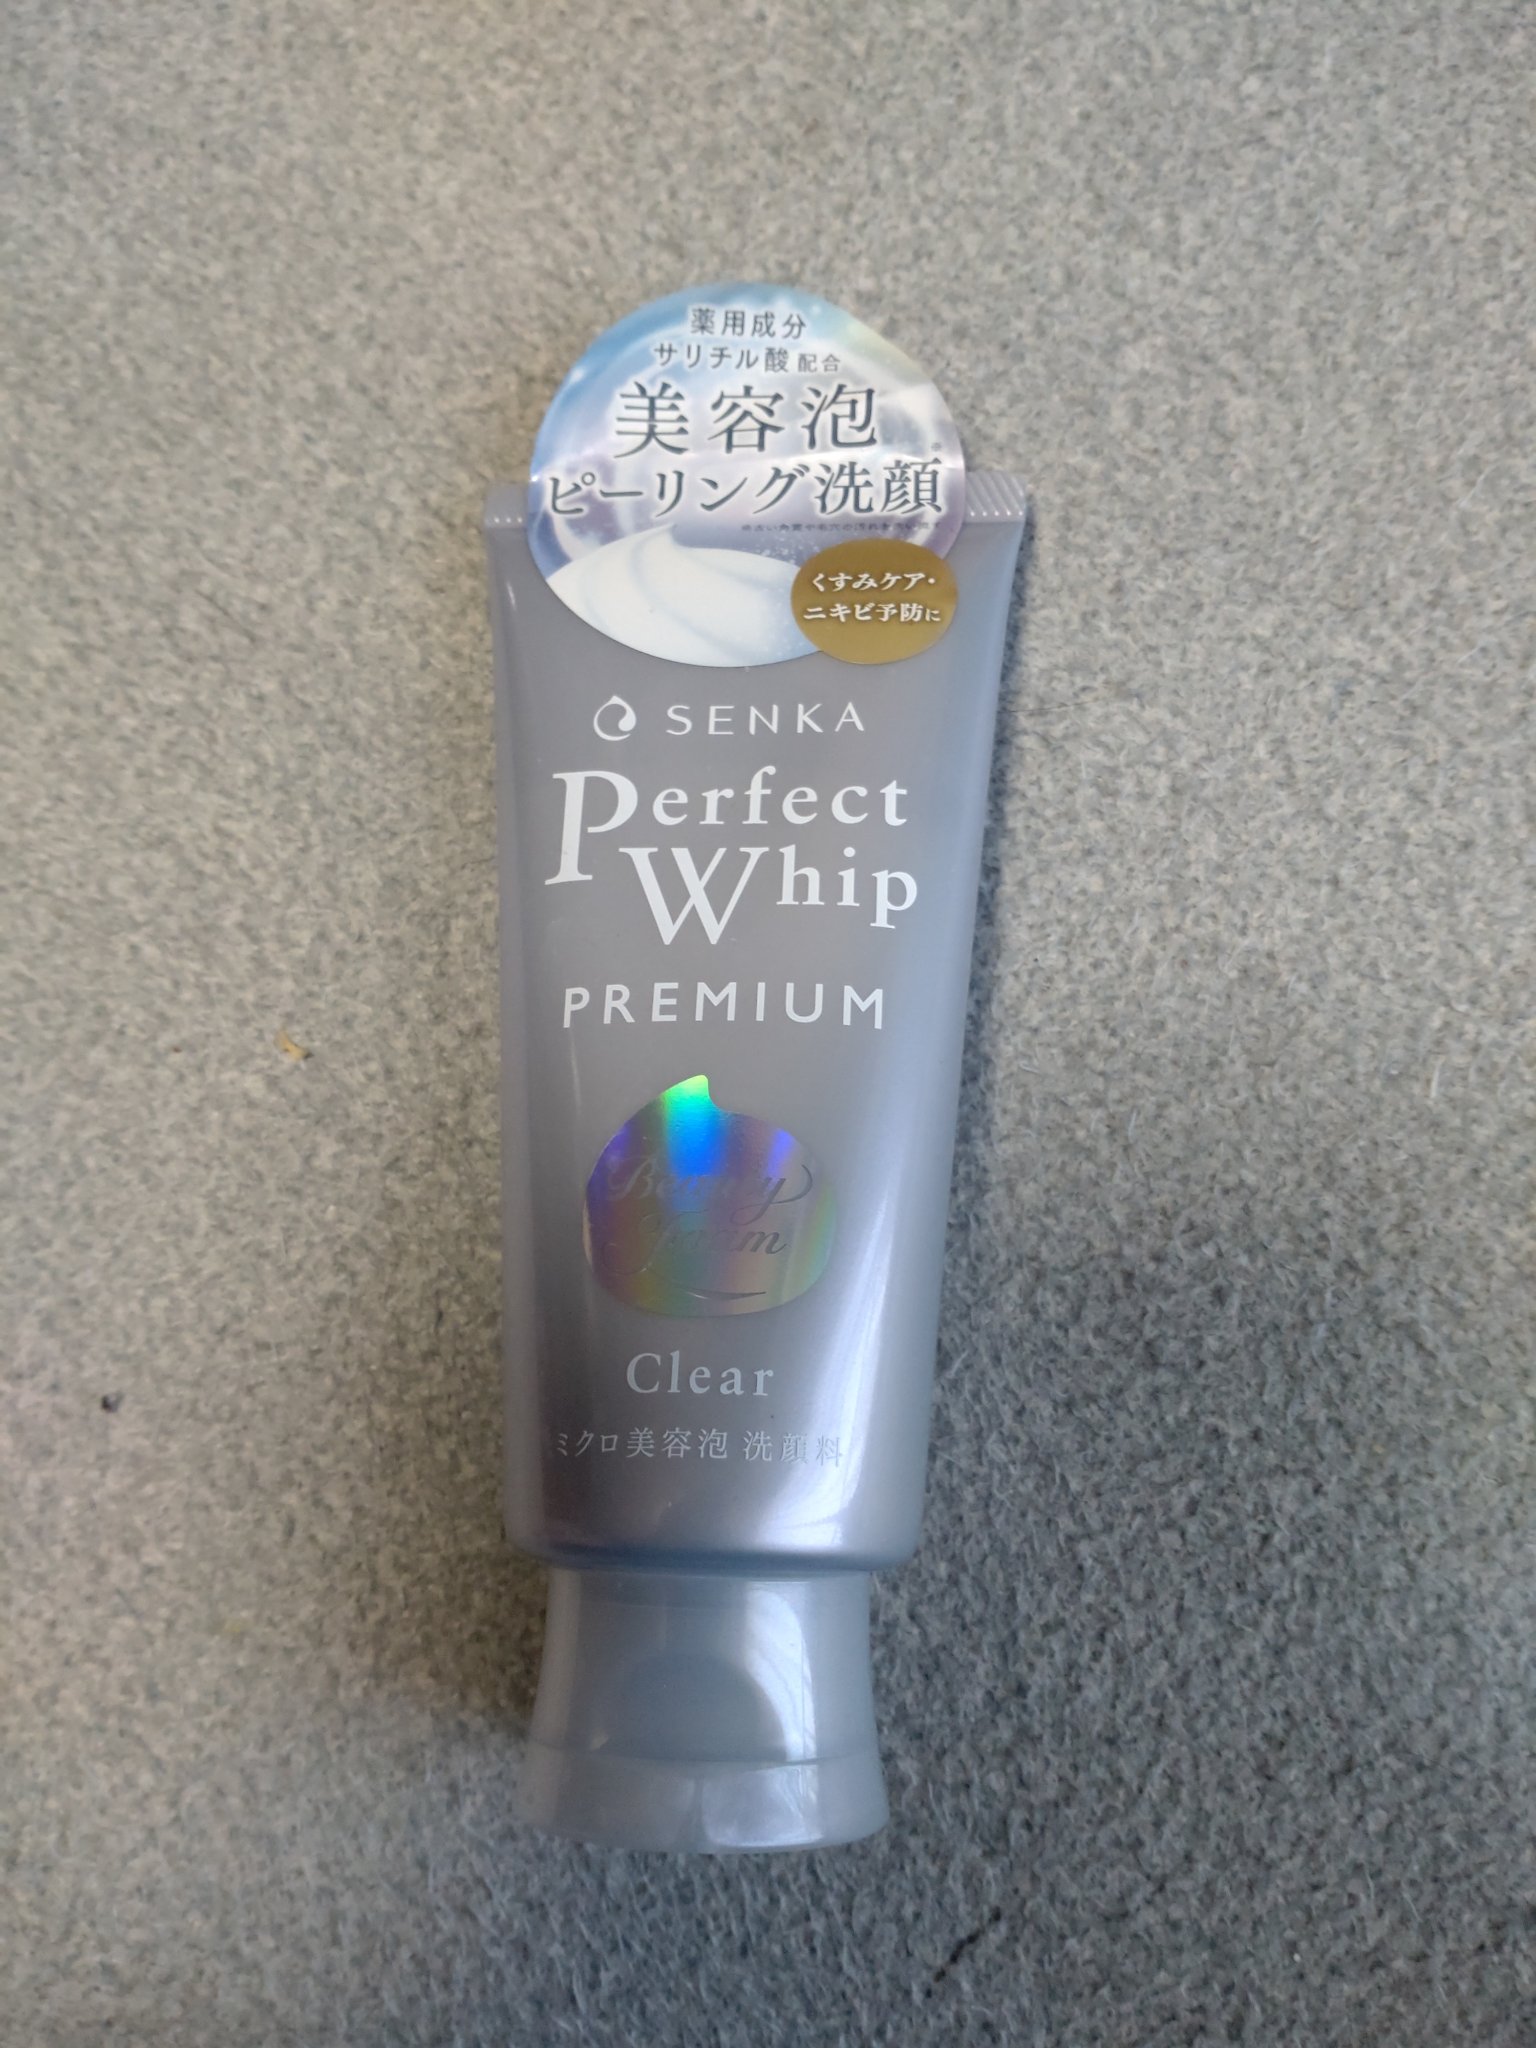 薬用成分
サリチル酸 配合
美容泡
ピーリング洗顔※
くすみケア・
ニキビ予防に
SENKA
Perfect
Whip
PREMIUM
Beauty
Foam
Clear
ミクロ美容泡 洗顔料